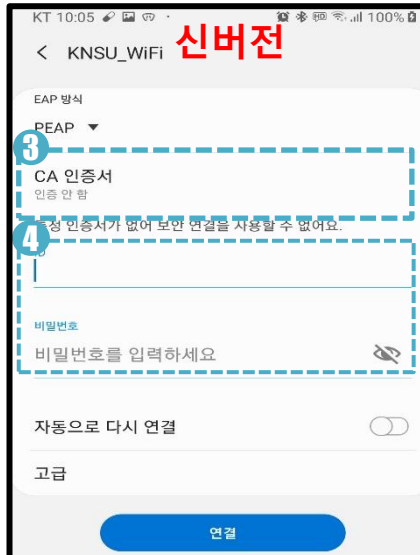 KT 10:05
100%
신버전
KNSU_WiFi
EAP 방식
PEAP
3
CA 인증서
인증 안 함
4
인증서가 없어 보안 연결을 사용할 수 없어요.
비밀번호
비밀번호를 입력하세요
자동으로 다시 연결
고급
연결